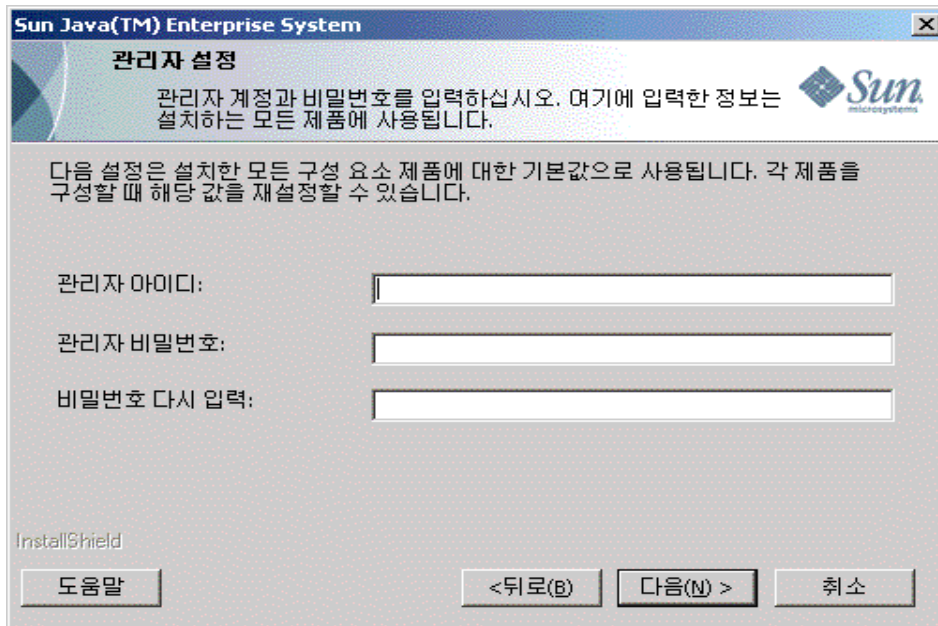 Sun Java(TM) Enterprise System
관리자 설정
관리자 계정과 비밀번호를 입력하십시오. 여기에 입력한 정보는
설치하는 모든 제품에 사용됩니다.
Sun
microsystems
다음 설정은 설치한 모든 구성 요소 제품에 대한 기본값으로 사용됩니다. 각 제품을
구성할 때 해당 값을 재설정할 수 있습니다.
관리자 아이디:
관리자 비밀번호:
비밀번호 다시 입력:
InstallShield
도움말
<뒤로(B)
다음(N) >
취소